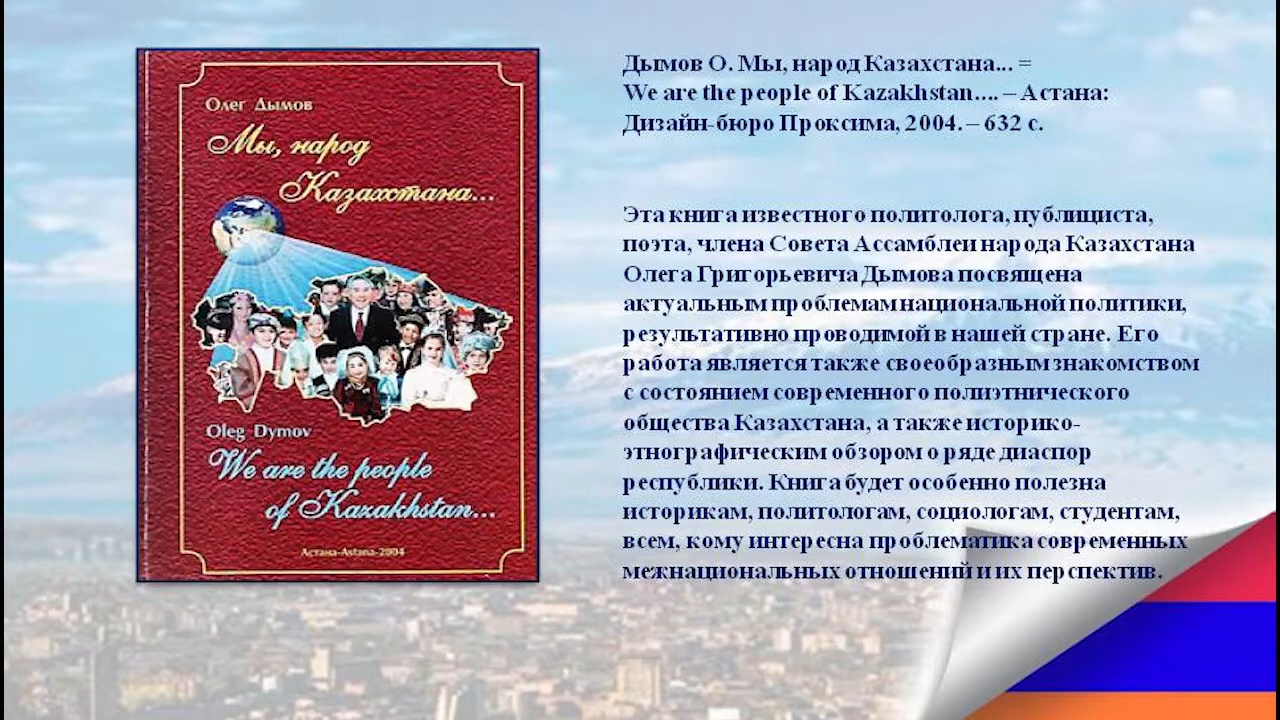 Олег Дымов
Мы, народ
Казахстана...
Oleg Dymov
We are the people
of Kazakhstan...
Астана-Astana-2004
Дымов О. Мы, народ Казахстана... =
We are the people of Kazakhstan.... – Астана:
Дизайн-бюро Проксима, 2004. – 632 с.
Эта книга известного политолога, публициста,
поэта, члена Совета Ассамблеи народа Казахстана
Олега Григорьевича Дымова посвящена
актуальным проблемам национальной политики,
результативно проводимой в нашей стране. Его
работа является также своеобразным знакомством
с состоянием современного полиэтнического
общества Казахстана, а также историко-
этнографическим обзором о ряде диаспор
республики. Книга будет особенно полезна
историкам, политологам, социологам, студентам,
всем, кому интересна проблематика современных
межнациональных отношений и их перспектив.